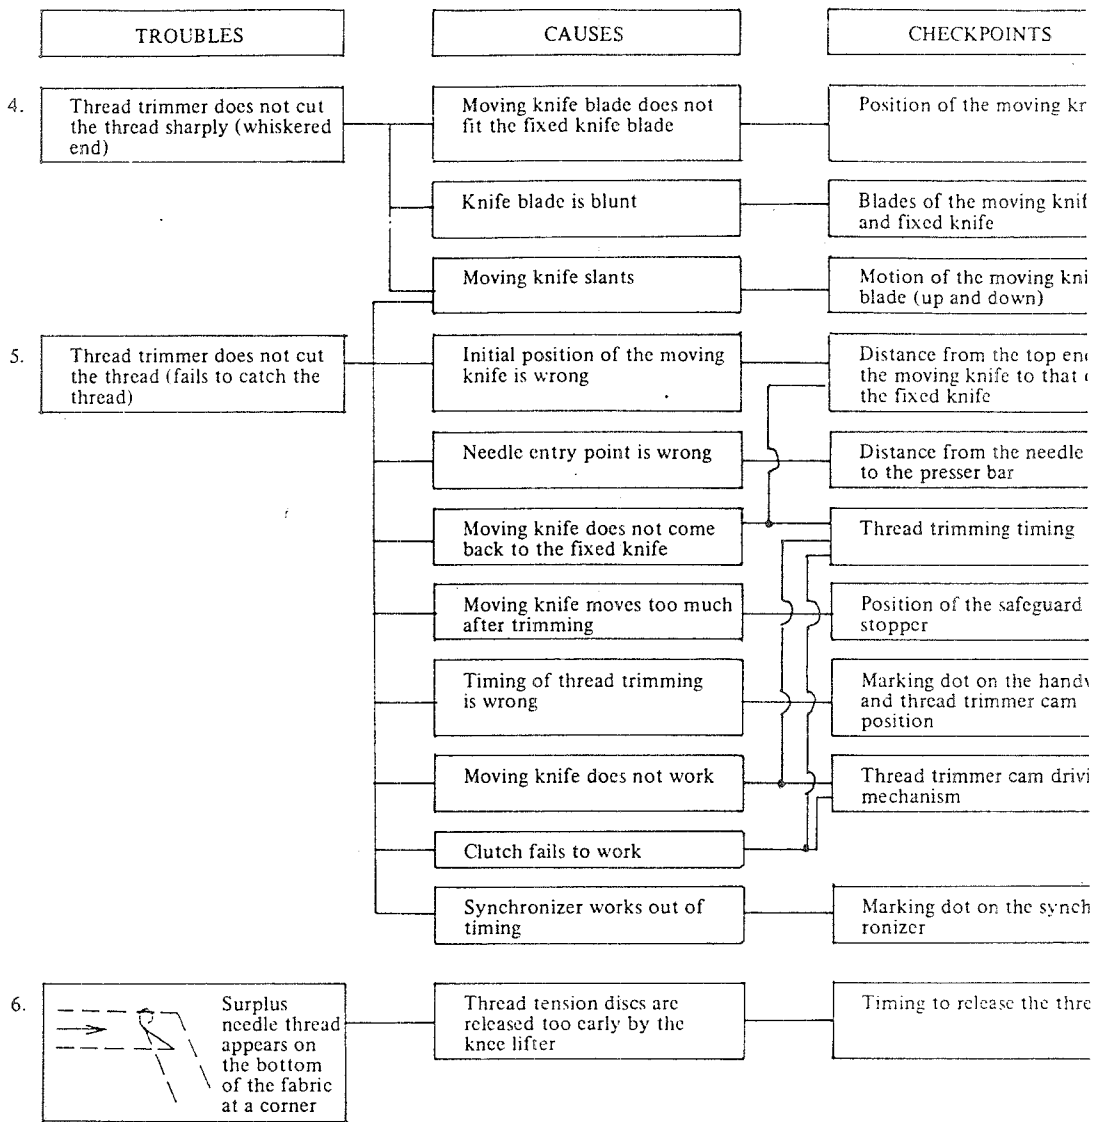 TROUBLES
CAUSES
CHECKPOINTS
4.
Thread trimmer does not cut
the thread sharply (whiskered
end)
Moving knife blade does not
fit the fixed knife blade
Position of the moving
Knife blade is blunt
Blades of the moving knif
and fixed knife
Moving knife slants
Motion of the moving kni
blade (up and down)
5.
Thread trimmer does not cut
the thread (fails to catch the
thread)
Initial position of the moving
knife is wrong
Distance from the top
the moving knife to that
the fixed knife
Needle entry point is wrong
Distance from the needle
to the presser bar
Moving knife does not come
back to the fixed knife
Thread trimming timing
Moving knife moves too much
after trimming
Position of the safeguard
stopper
Timing of thread trimming
is wrong
Marking dot on the
and thread trimmer cam
position
Moving knife does not work
Thread trimmer cam drivi
mechanism
Clutch fails to work
Synchronizer works out of
timing
Marking dot on the synch
ronizer
6.
Surplus
needle thread
appears on
the bottom
of the fabric
at a corner
Thread tension discs are
released too early by the
knee lifter
Timing to release the thre